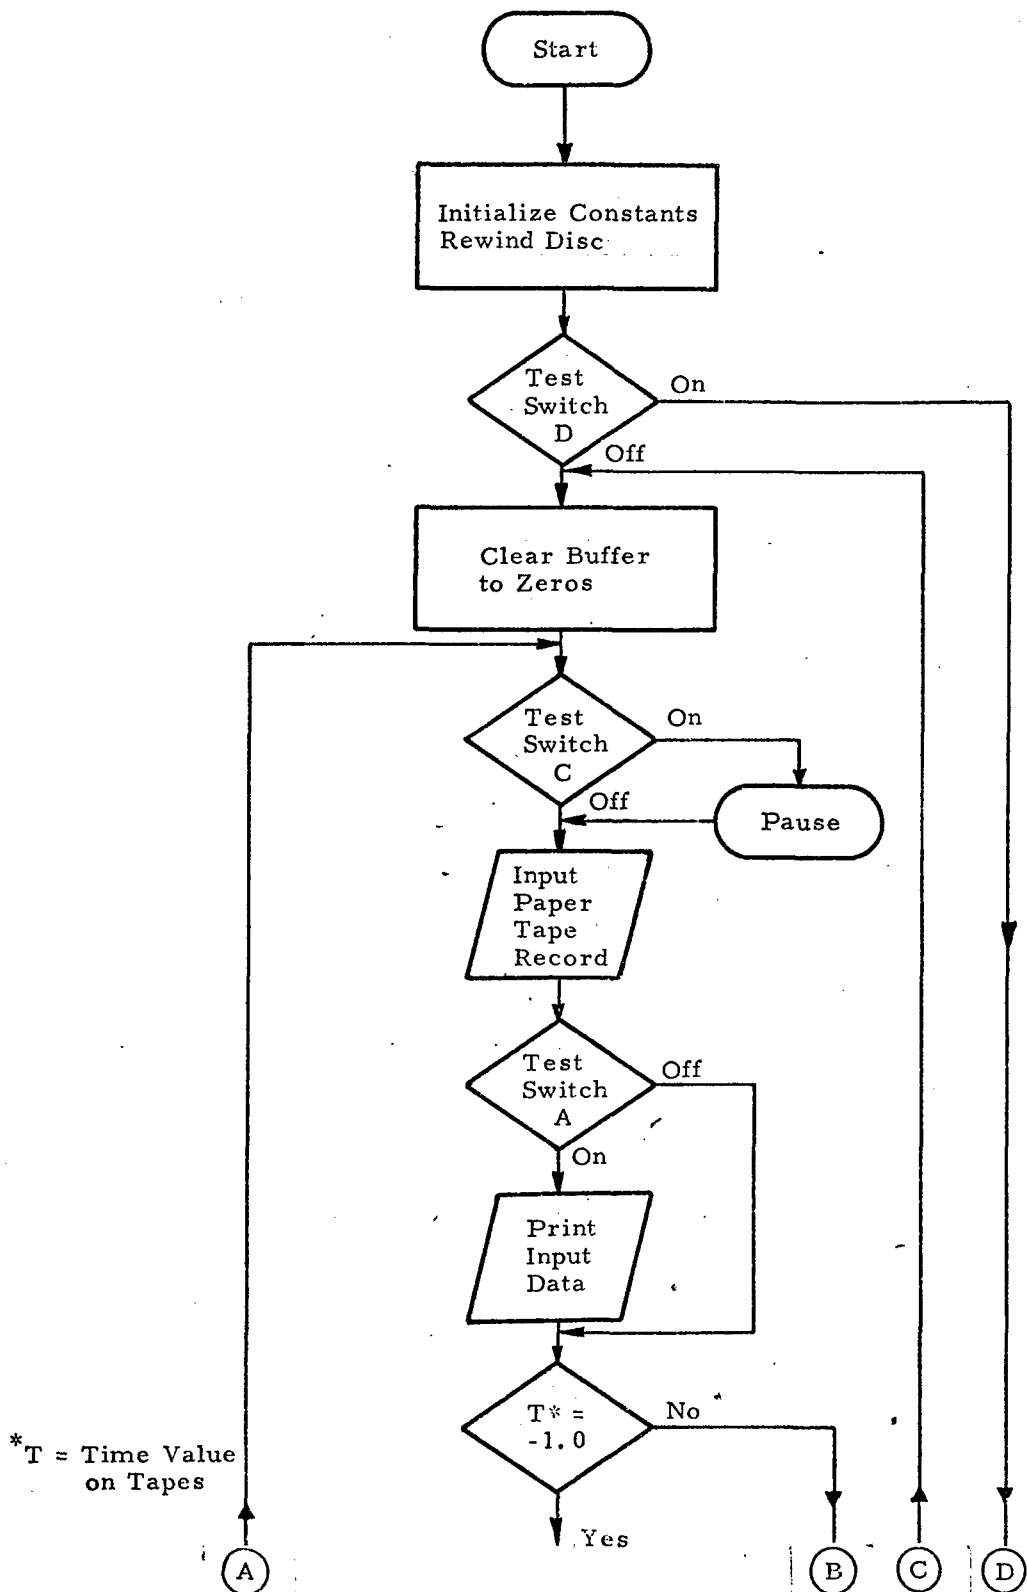 Start
Initialize Constants
Rewind Disc
Test
Switch
D
On
Off
Clear Buffer
to Zeros
Test
Switch
C
On
Off
Pause
Input
Paper
Tape
Record
Test
Switch
A
Off
On
Print
Input
Data
T* =
-1.0
No
Yes
*T = Time Value
on Tapes
A
B
C
D